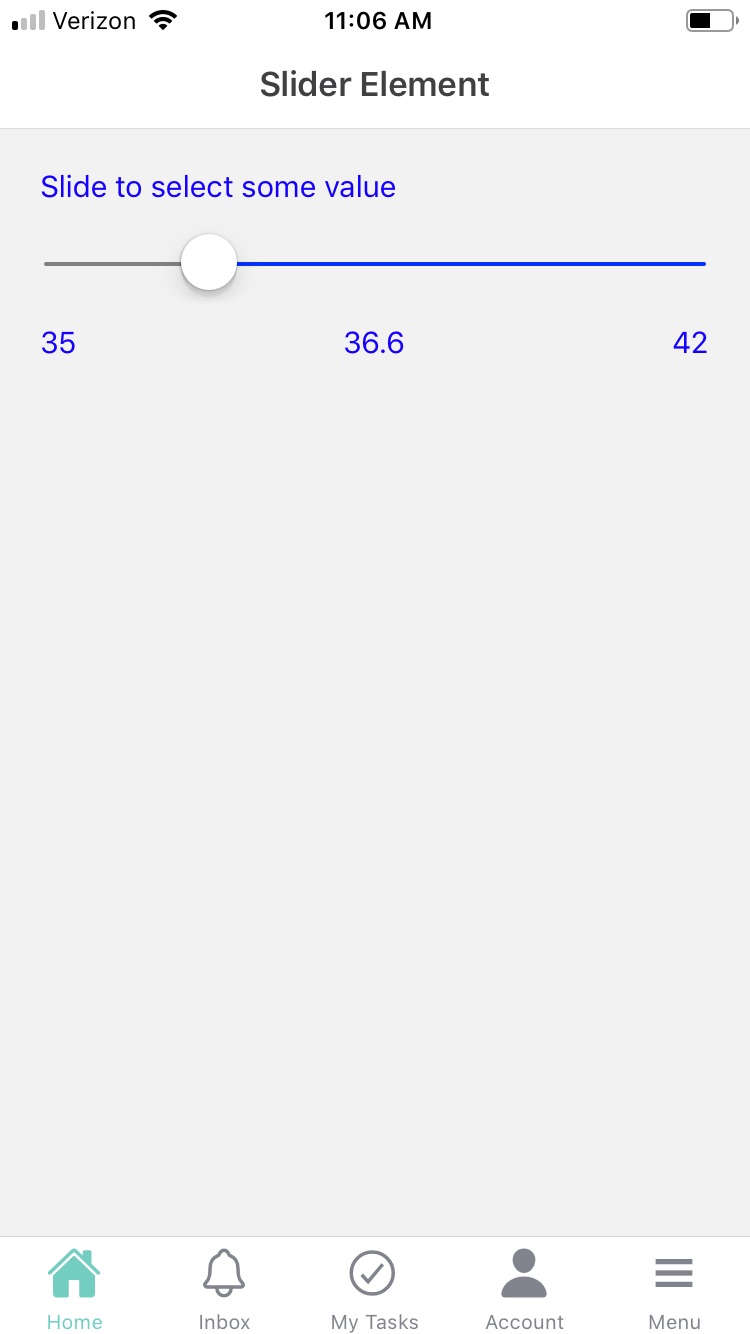 Verizon 11:06 AM
Slider Element
Slide to select some value
35 36.6 42
Home Inbox My Tasks Account Menu